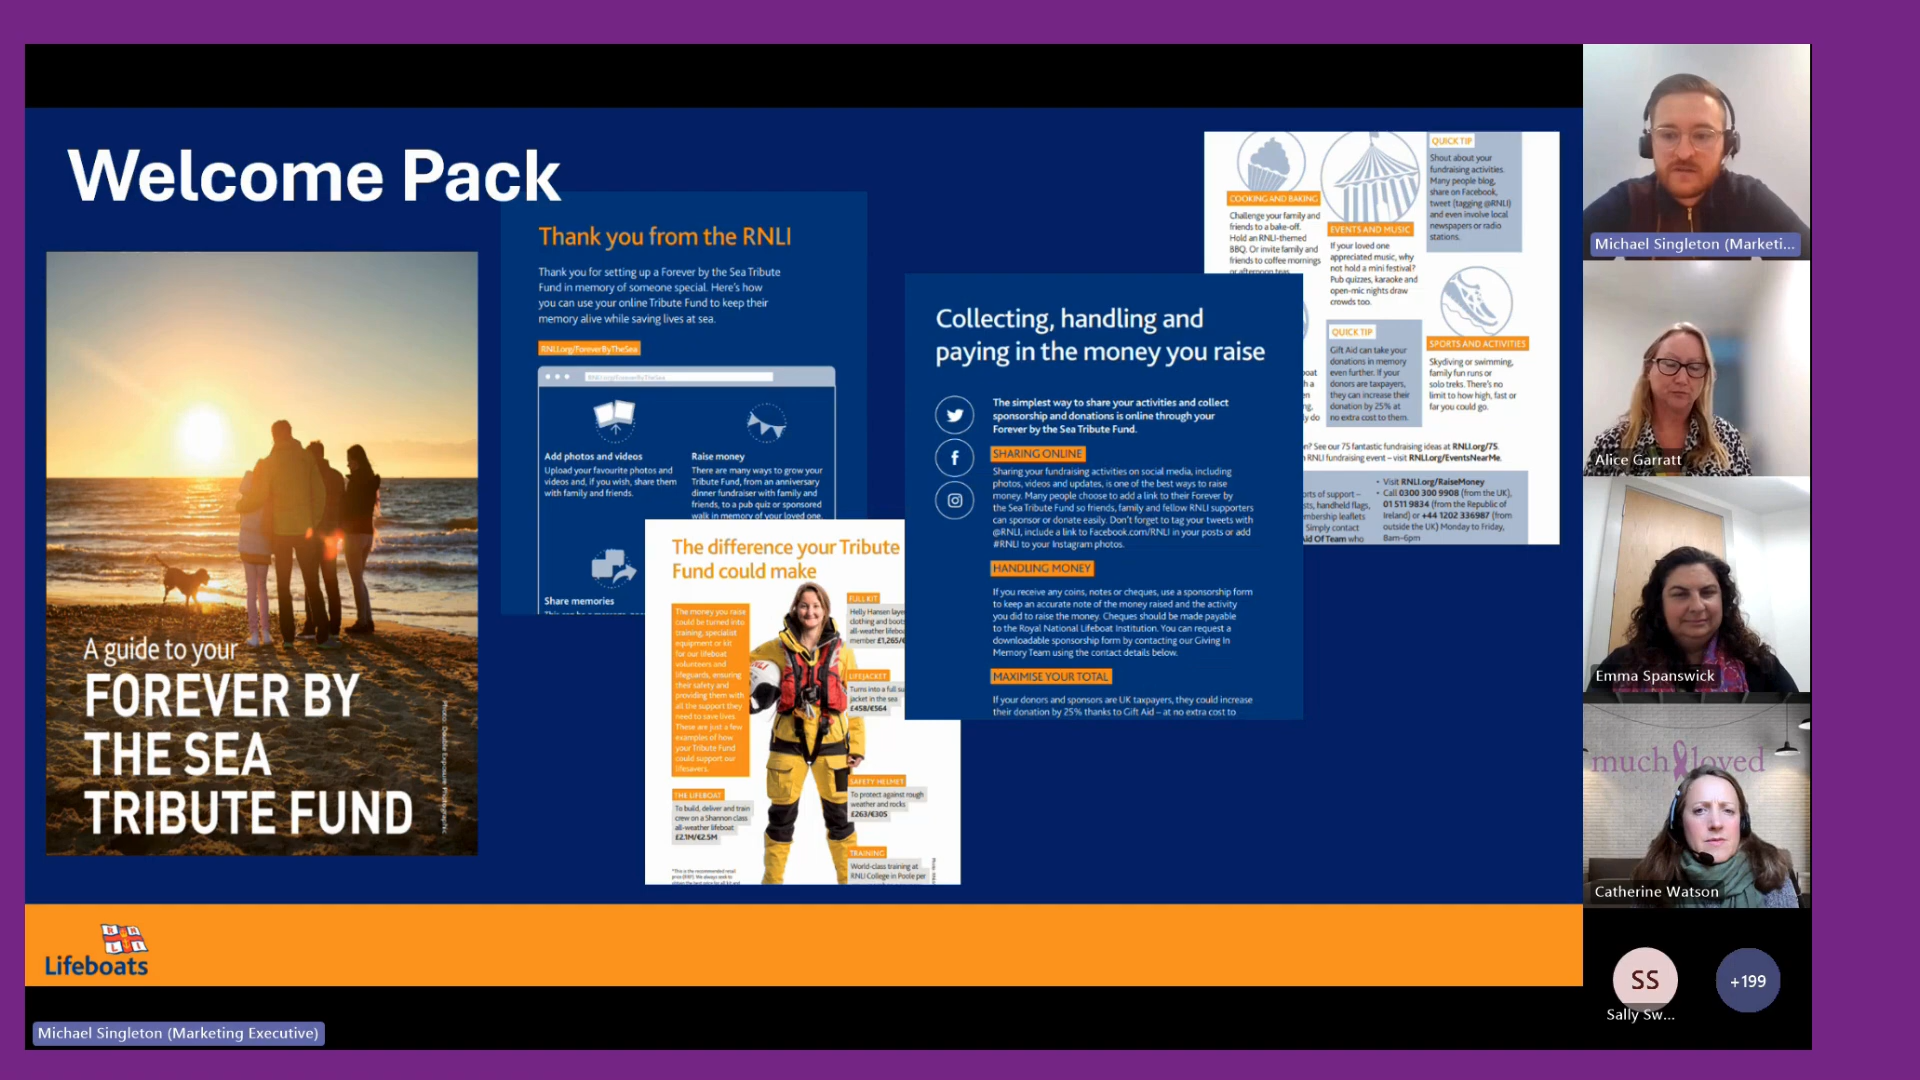 Welcome Pack
A guide to your
FOREVER BY
THE SEA
TRIBUTE FUND
Thank you from the RNLI
Thank you for setting up a Forever by the Sea Tribute
Fund in memory of someone special. Here's how
you can use your online Tribute Fund to keep their
memory alive while saving lives at sea.
RNLI.org/ForeverByTheSea
RNLI.org/ForeverByTheSea
Add photos and videos
Upload your favourite photos and
videos and, if you wish, share them
with family and friends.
Raise money
There are many ways to grow your
Tribute Fund, from an anniversary
dinner fundraiser with family and
friends, to a pub quiz or sponsored
walk in memory of your loved one.
Share memories
The difference your Tribute
Fund could make
The money you raise
could be turned into
training, specialist
equipment or kit
for our lifeboat
volunteers and
lifeguards, ensuring
their safety and
providing them with
all the support they
need to save lives.
These are just a few
examples of how
your Tribute Fund
could support our
lifesavers.
THE LIFEBOAT
To build, deliver and train
crew on a Shannon class
all-weather lifeboat
£2.1M/€2.5M
FULL KIT
Helly Hansen laye
clothing and boots
all-weather lifeboa
member £1,265/€
LIFEJACKET
Turns into a full su
jacket in the sea
£458/€564
SAFETY HELMET
To protect against rough
weather and rocks
£263/€305
TRAINING
World-class training at
RNLI College in Poole per
Collecting, handling and
paying in the money you raise
The simplest way to share your activities and collect
sponsorship and donations is online through your
Forever by the Sea Tribute Fund.
SHARING ONLINE
Sharing your fundraising activities on social media, including
photos, videos and updates, is one of the best ways to raise
money. Many people choose to add a link to their Forever by
the Sea Tribute Fund so friends, family and fellow RNLI supporters
can sponsor or donate easily. Don't forget to tag your tweets with
@RNLI, include a link to Facebook.com/RNLI in your posts or add
#RNLI to your Instagram photos.
HANDLING MONEY
If you receive any coins, notes or cheques, use a sponsorship form
to keep an accurate note of the money raised and the activity
you did to raise the money. Cheques should be made payable
to the Royal National Lifeboat Institution. You can request a
downloadable sponsorship form by contacting our Giving In
Memory Team using the contact details below.
MAXIMISE YOUR TOTAL
If your donors and sponsors are UK taxpayers, they could increase
their donation by 25% thanks to Gift Aid – at no extra cost to
COOKING AND BAKING
Challenge your family and
friends to a bake-off.
Hold an RNLI-themed
BBQ. Or invite family and
friends to coffee mornings
or afternoon teas.
EVENTS AND MUSIC
If your loved one
appreciated music, why
not hold a mini festival?
Pub quizzes, karaoke and
open-mic nights draw
crowds too.
QUICK TIP
Shout about your
fundraising activities.
Many people blog,
share on Facebook,
tweet (tagging @RNLI)
and even involve local
newspapers or radio
stations.
QUICK TIP
Gift Aid can take your
donations in memory
even further. If your
donors are taxpayers,
they can increase their
donation by 25% at
no extra cost to them.
SPORTS AND ACTIVITIES
Skydiving or swimming,
family fun runs or
solo treks. There's no
limit to how high, fast or
far you could go.
? See our 75 fantastic fundraising ideas at RNLI.org/75.
RNLI fundraising event – visit RNLI.org/EventsNearMe.
orts of support –
sts, handheld flags,
mbership leaflets
Simply contact
id Of Team who
• Visit RNLI.org/RaiseMoney
• Call 0300 300 9908 (from the UK),
01 511 9834 (from the Republic of
Ireland) or +44 1202 336987 (from
outside the UK) Monday to Friday,
8am–6pm
RNLI
Lifeboats
Michael Singleton (Marketing Executive)
Michael Singleton (Marketi...
Alice Garratt
Emma Spanswick
much loved
Catherine Watson
SS
Sally Sw...
+199